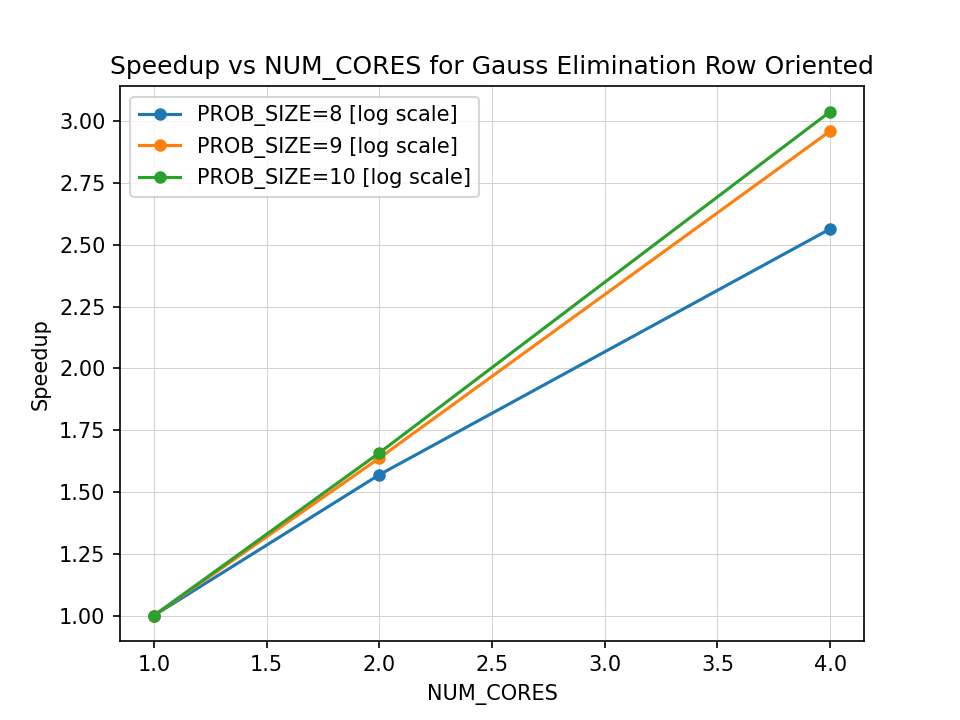 Speedup vs NUM_CORES for Gauss Elimination Row Oriented
PROB_SIZE=8 [log scale]
PROB_SIZE=9 [log scale]
PROB_SIZE=10 [log scale]
3.00
2.75
2.50
2.25
2.00
1.75
1.50
1.25
1.00
Speedup
1.0 1.5 2.0 2.5 3.0 3.5 4.0
NUM_CORES